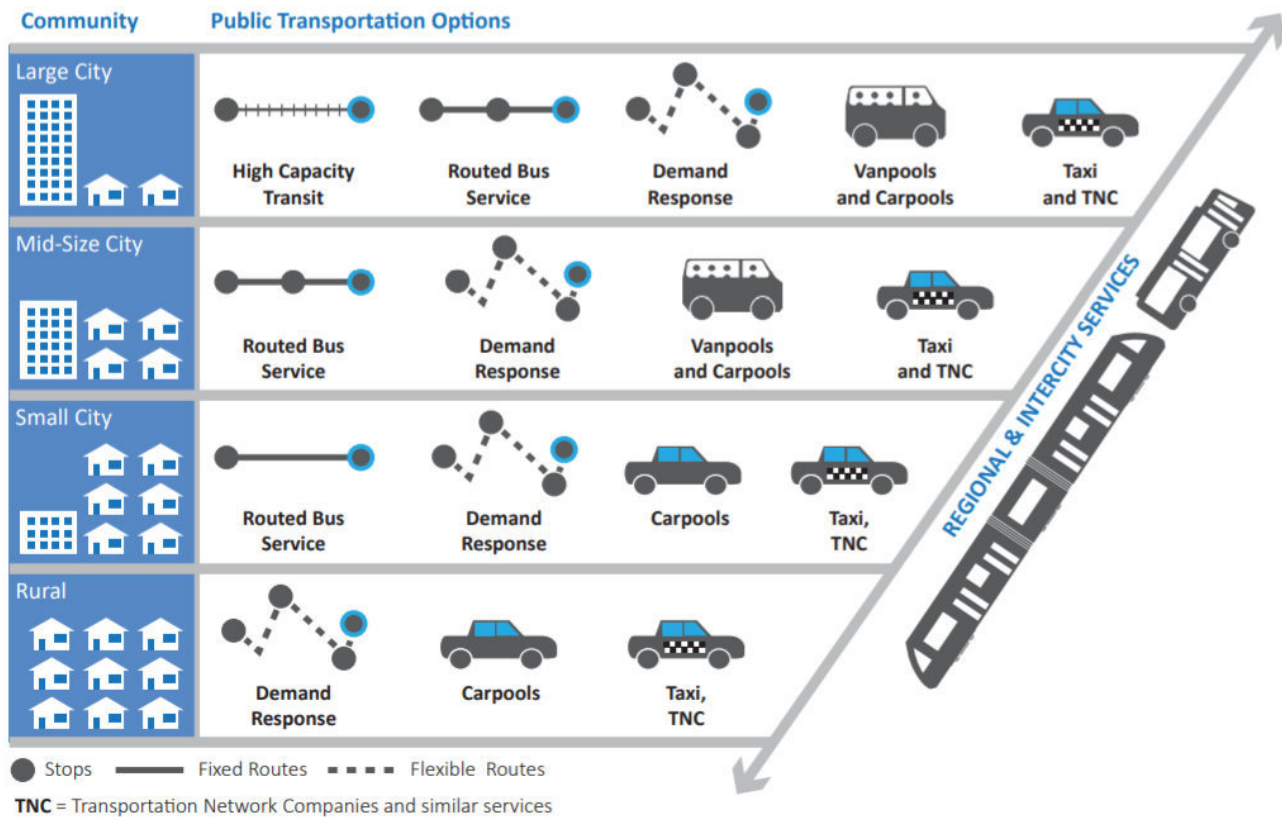 Community
Public Transportation Options
Large City
High Capacity
Transit
Routed Bus
Service
Demand
Response
Vanpools
and Carpools
Taxi
and TNC
Mid-Size City
Routed Bus
Service
Demand
Response
Vanpools
and Carpools
Taxi
and TNC
Small City
Routed Bus
Service
Demand
Response
Carpools
Taxi,
TNC
Rural
Demand
Response
Carpools
Taxi,
TNC
REGIONAL & INTERCITY SERVICES
Stops
Fixed Routes
Flexible Routes
TNC = Transportation Network Companies and similar services